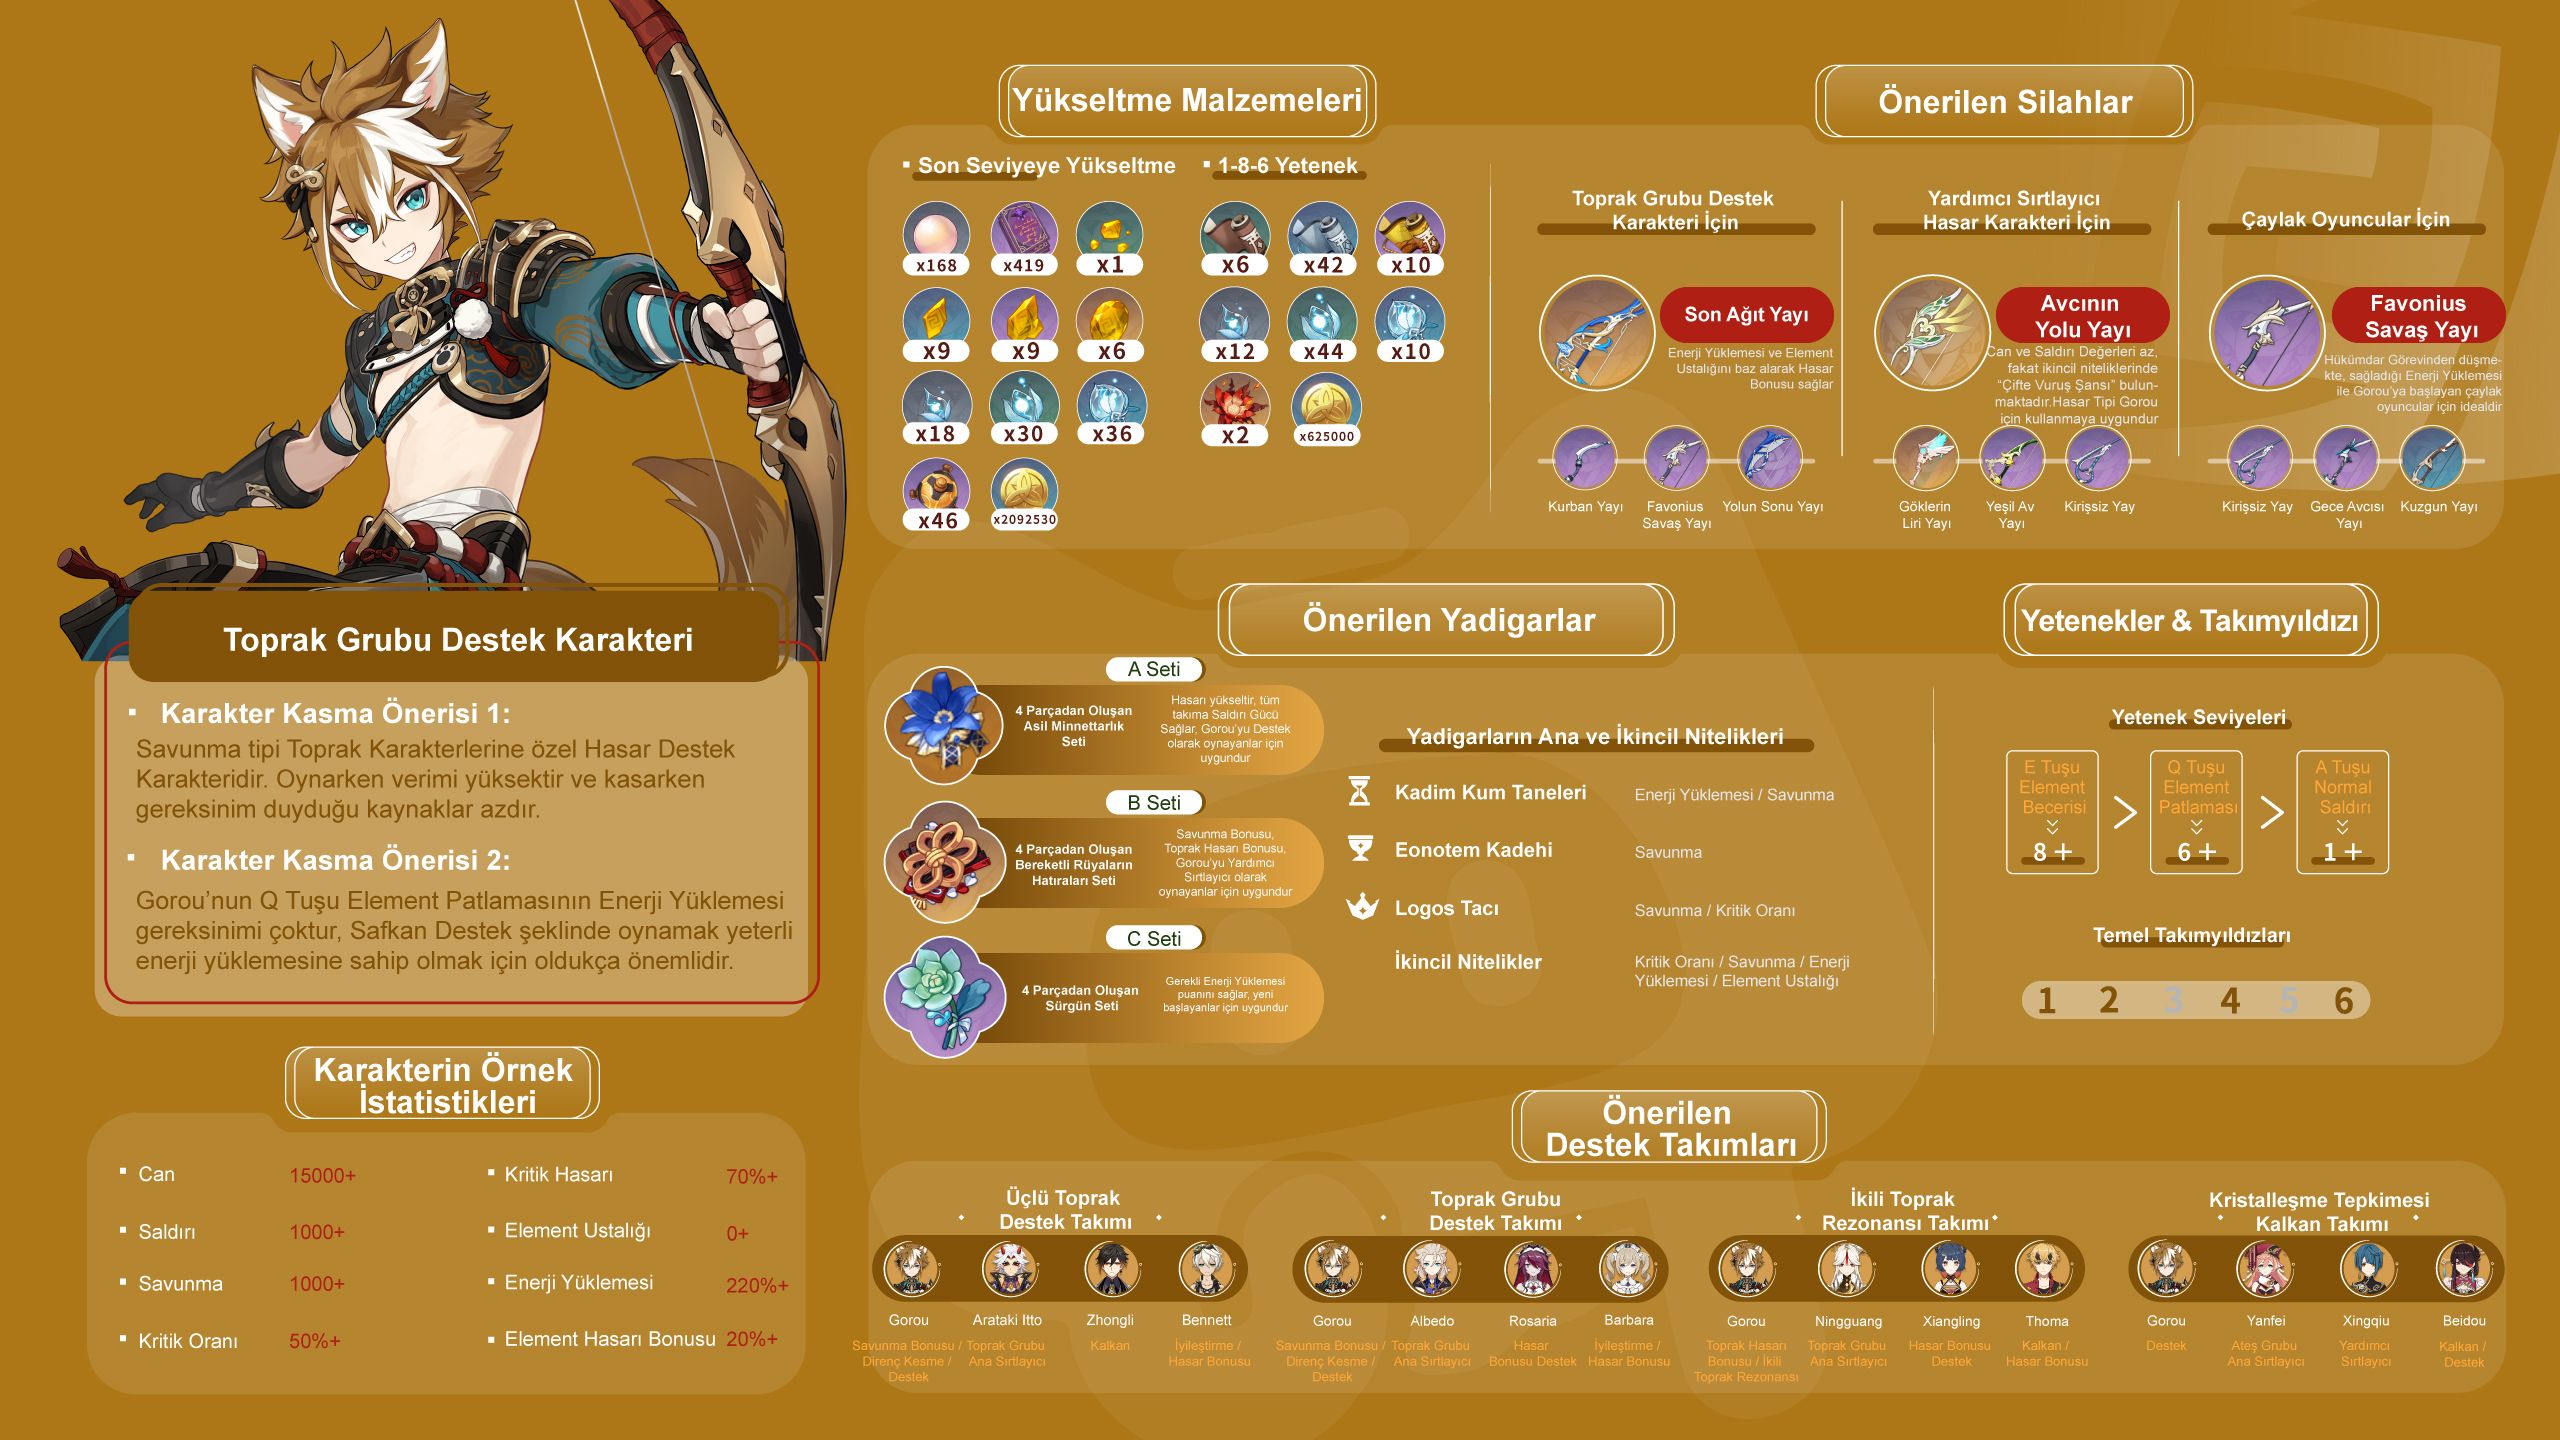 Yükseltme Malzemeleri
Son Seviyeye Yükseltme
x168
x419
x1
x9
x9
x6
x18
x30
x36
x46
x2092530
1-8-6 Yetenek
x6
x42
x10
x12
x44
x10
x2
x625000
Önerilen Silahlar
Toprak Grubu Destek
Karakteri İçin
Son Ağıt Yayı
Enerji Yüklemesi ve Element
Ustalığını baz alarak Hasar
Bonusu sağlar
Kurban Yayı
Favonius
Savaş Yayı
Yolun Sonu Yayı
Yardımcı Sırtlayıcı
Hasar Karakteri İçin
Avcının
Yolu Yayı
Can ve Saldırı Değerleri az,
fakat ikincil niteliklerinde
“Çifte Vuruş Şansı” bulun-
maktadır.Hasar Tipi Gorou
için kullanmaya uygundur
Göklerin
Liri Yayı
Yeşil Av
Yayı
Kirişsiz Yay
Çaylak Oyuncular İçin
Favonius
Savaş Yayı
Hükümdar Görevinden düşme-
kte, sağladığı Enerji Yüklemesi
ile Gorou’ya başlayan çaylak
oyuncular için idealdir
Kirişsiz Yay
Gece Avcısı
Yayı
Kuzgun Yayı
Toprak Grubu Destek Karakteri
Karakter Kasma Önerisi 1:
Savunma tipi Toprak Karakterlerine özel Hasar Destek
Karakteridir. Oynarken verimi yüksektir ve kasarken
gereksinim duyduğu kaynaklar azdır.
Karakter Kasma Önerisi 2:
Gorou’nun Q Tuşu Element Patlamasının Enerji Yüklemesi
gereksinimi çoktur, Safkan Destek şeklinde oynamak yeterli
enerji yüklemesine sahip olmak için oldukça önemlidir.
Önerilen Yadigarlar
A Seti
4 Parçadan Oluşan
Asil Minnettarlık
Seti
Hasarı yükseltir, tüm
takıma Saldırı Gücü
Sağlar, Gorou’yu Destek
olarak oynayanlar için
uygundur
B Seti
4 Parçadan Oluşan
Bereketli Rüyaların
Hatıraları Seti
Savunma Bonusu,
Toprak Hasarı Bonusu,
Gorou’yu Yardımcı
Sırtlayıcı olarak
oynayanlar için uygundur
C Seti
4 Parçadan Oluşan
Sürgün Seti
Gerekli Enerji Yüklemesi
puanını sağlar, yeni
başlayanlar için uygundur
Yadigarların Ana ve İkincil Nitelikleri
Kadim Kum Taneleri
Enerji Yüklemesi / Savunma
Eonotem Kadehi
Savunma
Logos Tacı
Savunma / Kritik Oranı
İkincil Nitelikler
Kritik Oranı / Savunma / Enerji
Yüklemesi / Element Ustalığı
Yetenekler & Takımyıldızı
Yetenek Seviyeleri
E Tuşu
Element
Becerisi
8 +
>
Q Tuşu
Element
Patlaması
6 +
>
A Tuşu
Normal
Saldırı
1 +
Temel Takımyıldızları
1 2 3 4 5 6
Karakterin Örnek
İstatistikleri
Can 15000+
Saldırı 1000+
Savunma 1000+
Kritik Oranı 50%+
Kritik Hasarı 70%+
Element Ustalığı 0+
Enerji Yüklemesi 220%+
Element Hasarı Bonusu 20%+
Önerilen
Destek Takımları
Üçlü Toprak
Destek Takımı
Gorou
Savunma Bonusu /
Direnç Kesme /
Destek
Arataki Itto
Toprak Grubu
Ana Sırtlayıcı
Zhongli
Kalkan
Bennett
İyileştirme /
Hasar Bonusu
Toprak Grubu
Destek Takımı
Gorou
Savunma Bonusu /
Direnç Kesme /
Destek
Albedo
Toprak Grubu
Ana Sırtlayıcı
Rosaria
Hasar
Bonusu Destek
Barbara
İyileştirme /
Hasar Bonusu
İkili Toprak
Rezonansı Takımı
Gorou
Toprak Hasarı
Bonusu / İkili
Toprak Rezonansı
Ningguang
Toprak Grubu
Ana Sırtlayıcı
Xiangling
Hasar Bonusu
Destek
Thoma
Kalkan /
Hasar Bonusu
Kristalleşme Tepkimesi
Kalkan Takımı
Gorou
Destek
Yanfei
Ateş Grubu
Ana Sırtlayıcı
Xingqiu
Yardımcı
Sırtlayıcı
Beidou
Kalkan /
Destek